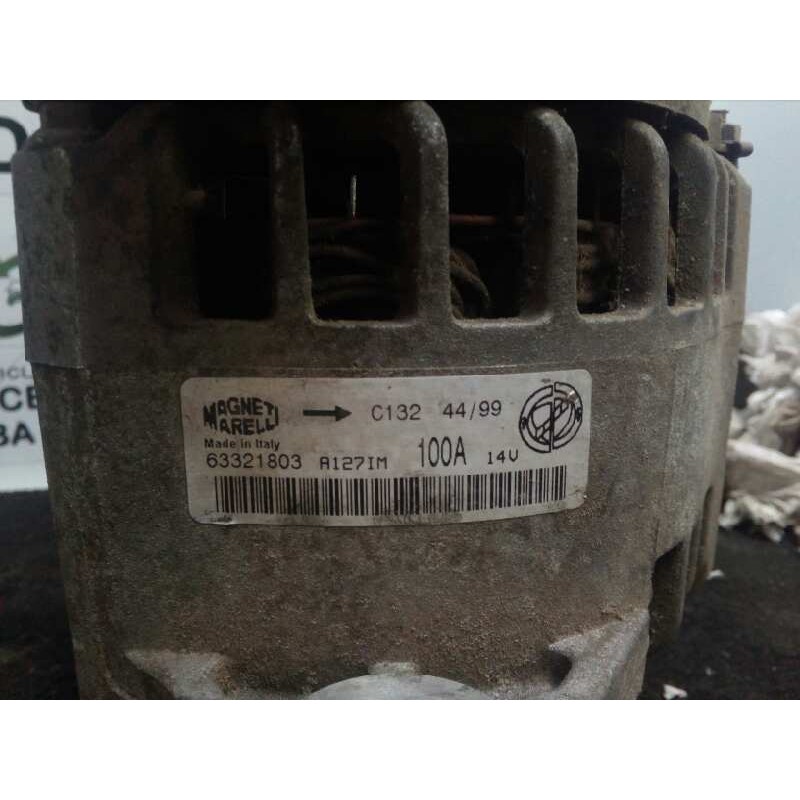 MAGNETI MARELLI → C132 44/99
Made in Italy
63321803 A127IM 100A 14V